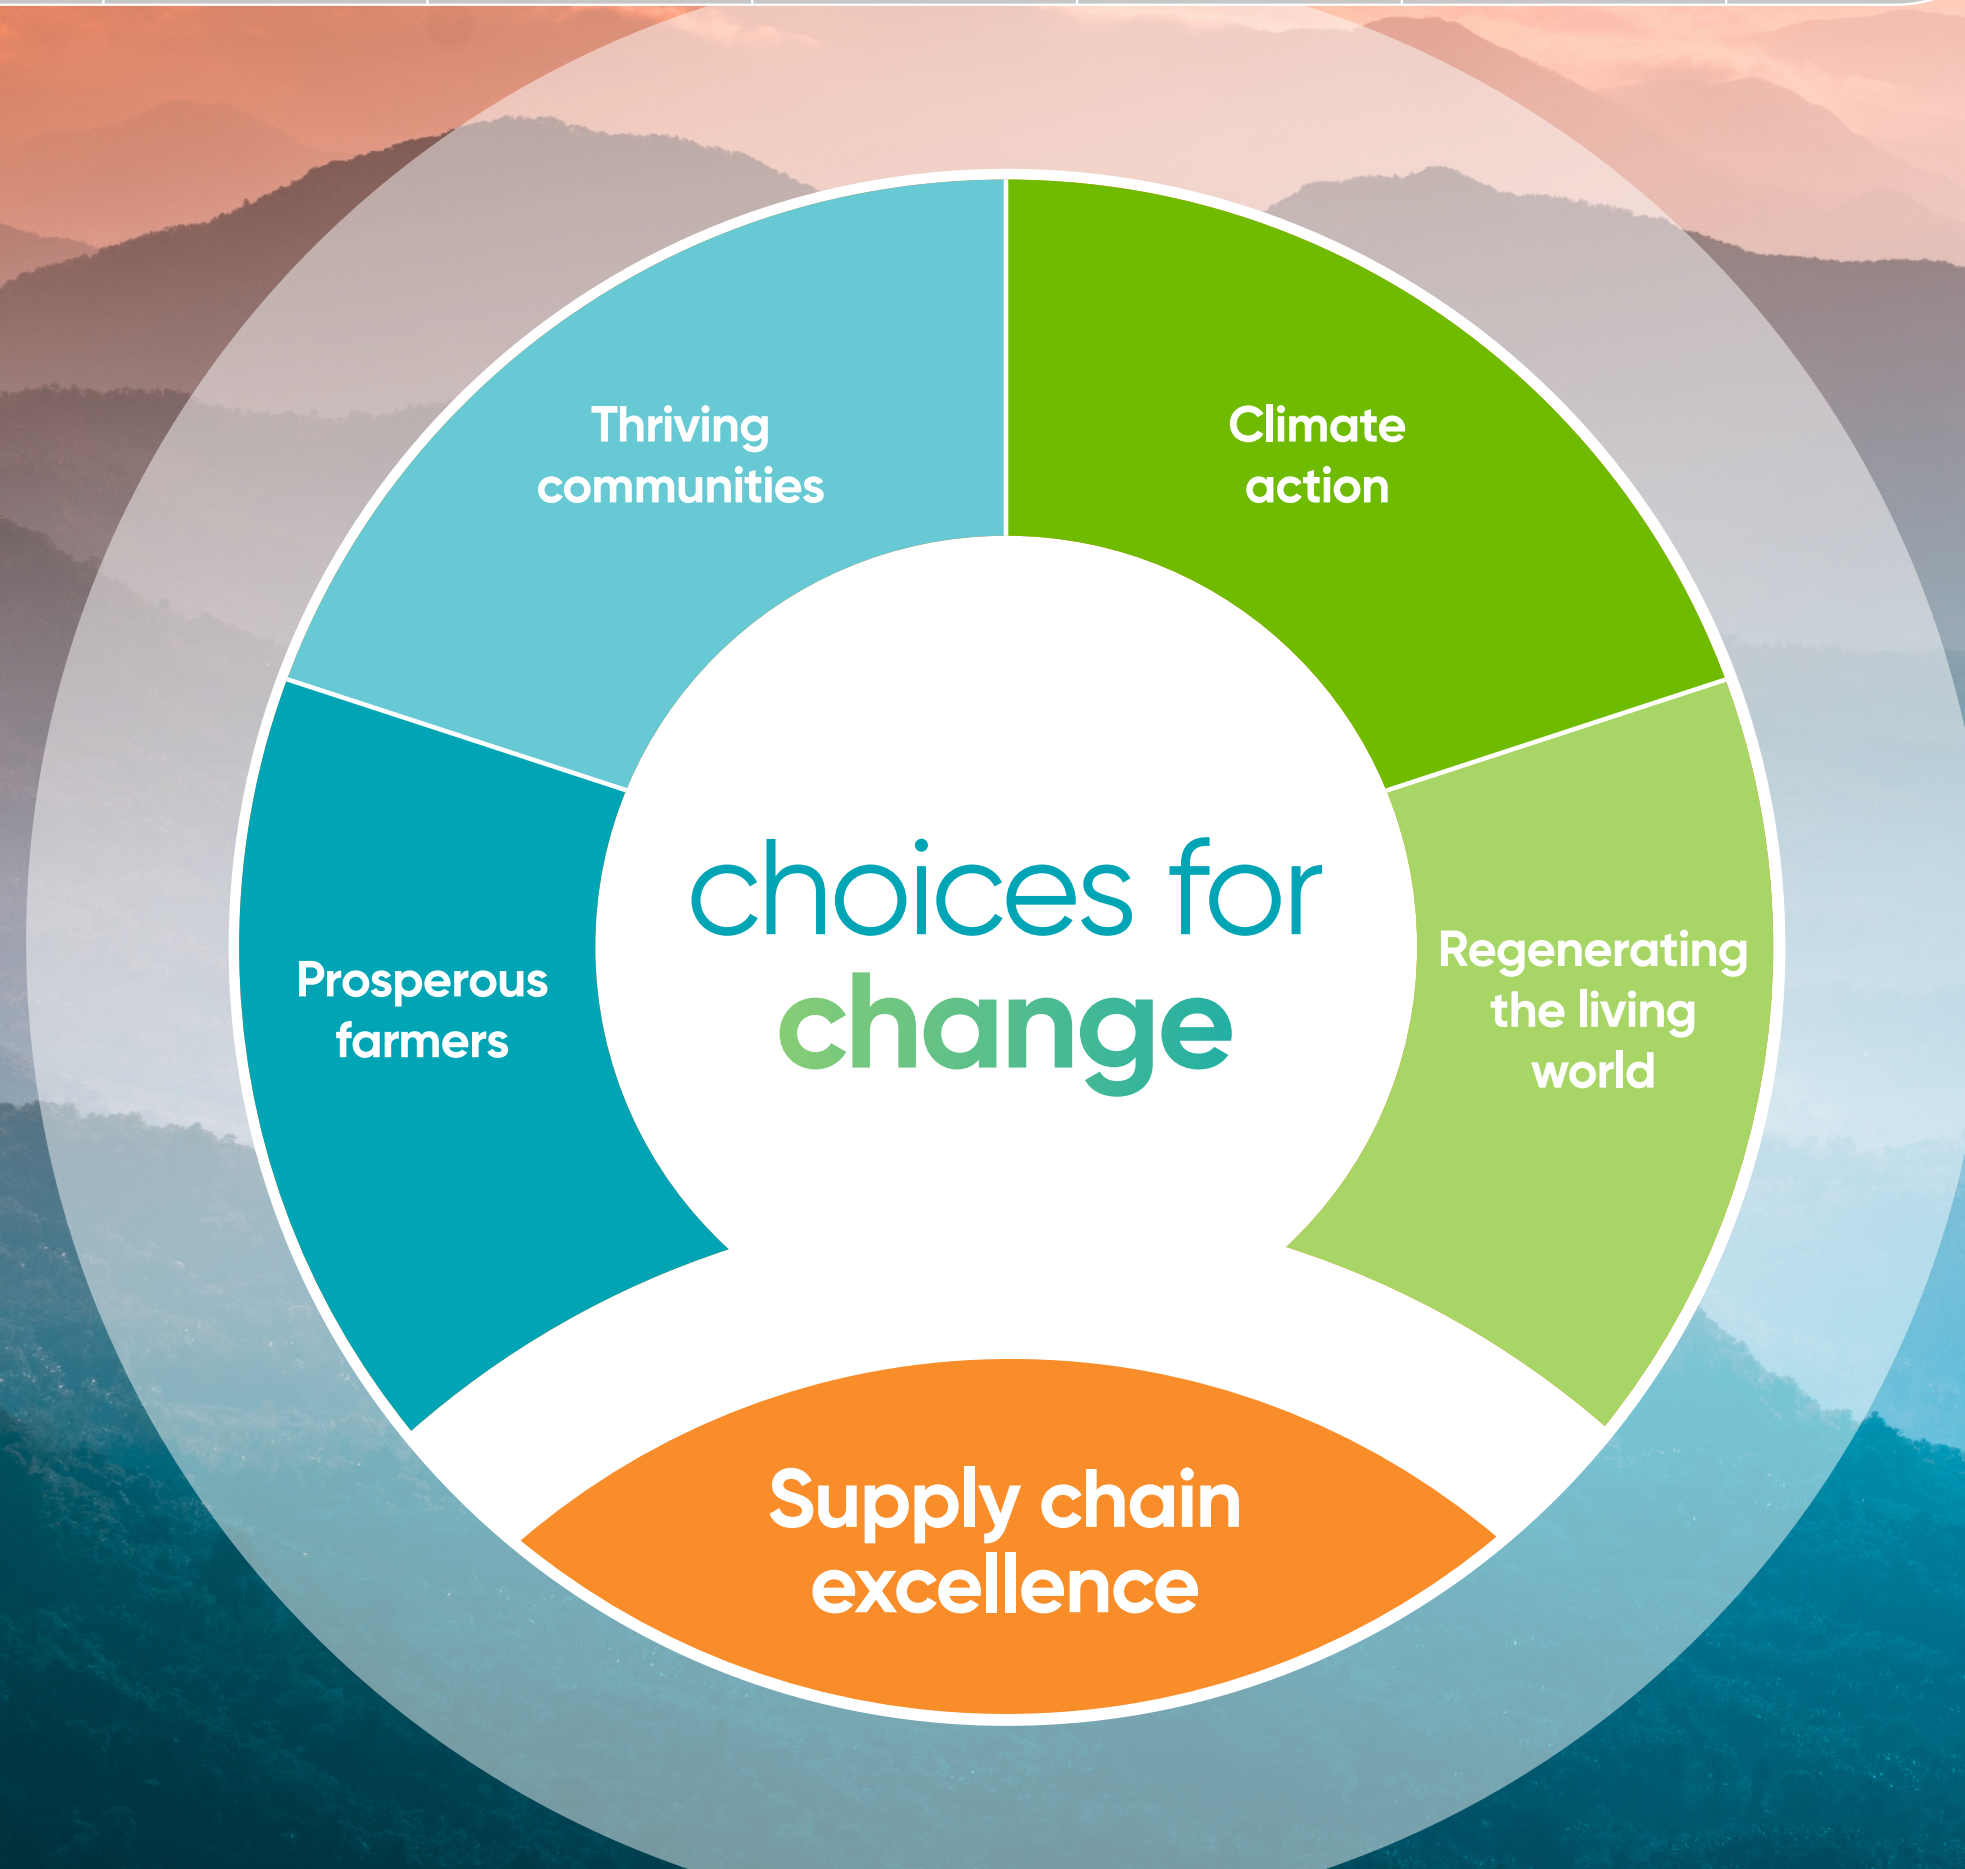 Thriving
communities
Climate
action
choices for
change
Prosperous
farmers
Regenerating
the living
world
Supply chain
excellence